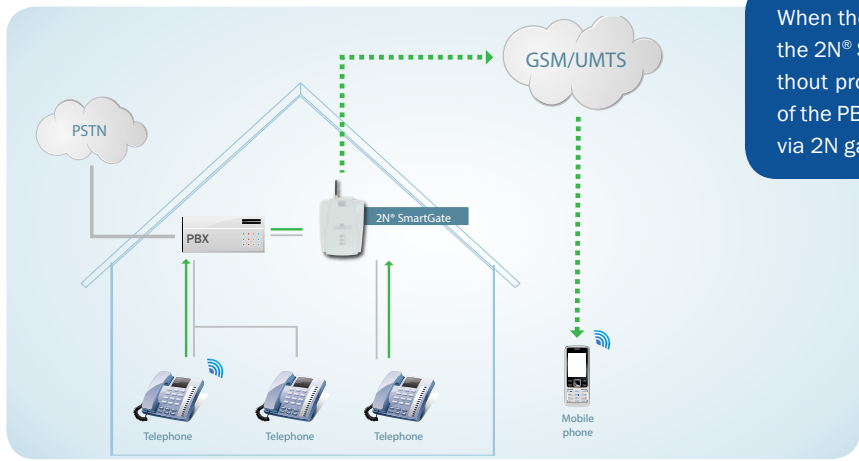 When the
the 2N®
thout pro
of the PB
via 2N ga
GSM/UMTS
PSTN
2N® SmartGate
PBX
Telephone
Telephone
Telephone
Mobile
phone